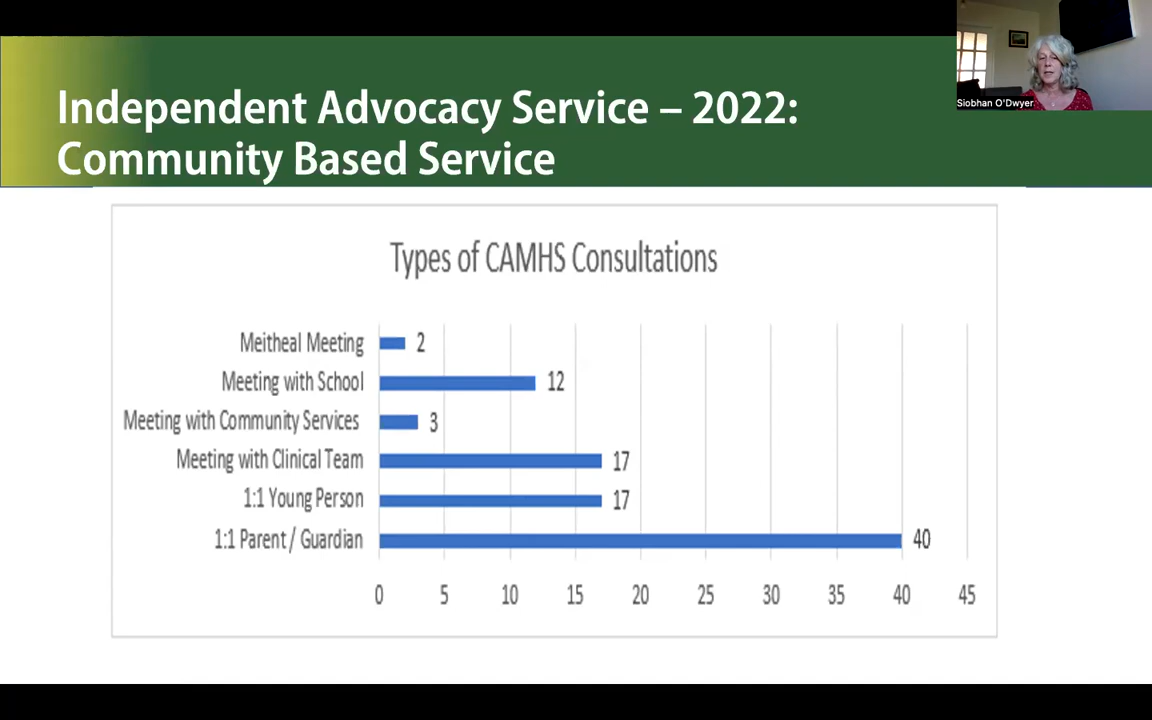 Independent Advocacy Service – 2022:
Community Based Service
Siobhan O'Dwyer
Types of CAMHS Consultations
Meitheal Meeting 2
Meeting with School 12
Meeting with Community Services 3
Meeting with Clinical Team 17
1:1 Young Person 17
1:1 Parent / Guardian 40
0 5 10 15 20 25 30 35 40 45